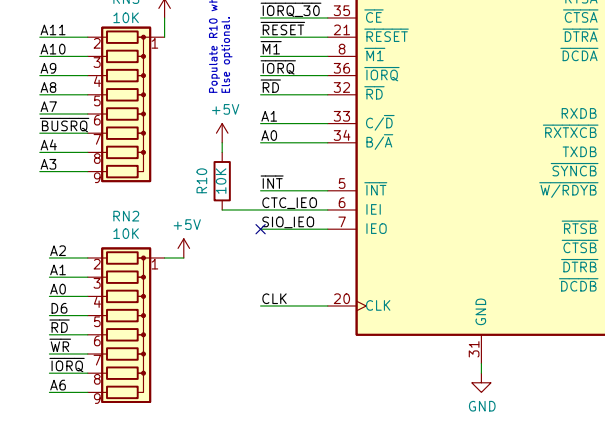 10K
A11
A10
A9
A8
A7
BUSRQ
A4
A3
2
3
4
5
6
7
8
9
1
RN2
10K
+5V
A2
A1
A0
D6
RD
WR
IORQ
A6
2
3
4
5
6
7
8
9
1
Populate R10 wh
Else optional.
+5V
R10
10K
IORQ_30
RESET
M1
IORQ
RD
A1
A0
INT
CTC_IEO
SIO_IEO
CLK
35
21
8
36
32
33
34
5
6
7
20
CE
RESET
M1
IORQ
RD
C/D
B/A
INT
IEI
IEO
CLK
CTSA
DTRA
DCDA
RXDB
RXTXCB
TXDB
SYNCB
W/RDYB
RTSB
CTSB
DTRB
DCDB
GND
31
GND